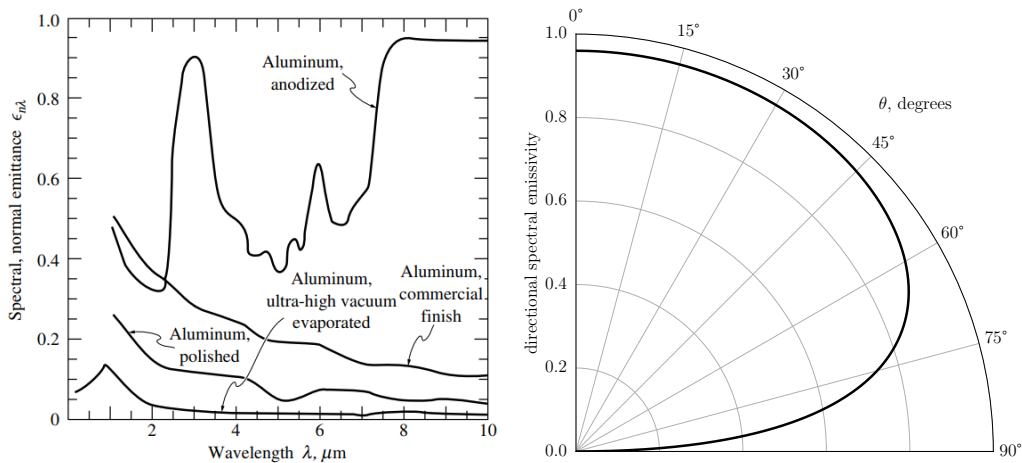 1.0
0.8
0.6
0.4
0.2
0
Spectral, normal emittance ϵnλ
Aluminum,
anodized
Aluminum,
ultra-high vacuum
evaporated
Aluminum,
commercial
finish
Aluminum,
polished
2 4 6 8 10
Wavelength λ, μm
0°
15°
30°
θ, degrees
45°
60°
75°
90°
1.0
0.8
0.6
0.4
0.2
0.0
directional spectral emissivity